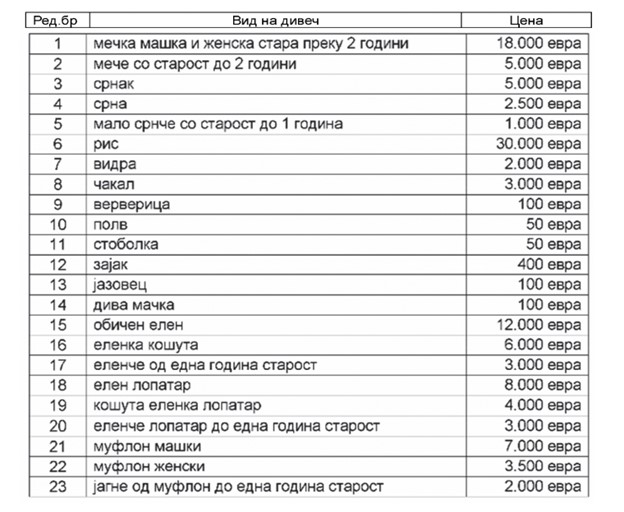 Ред.бр Вид на дивеч Цена
1 мечка машка и женска стара преку 2 години 18.000 евра
2 мече со старост до 2 години 5.000 евра
3 срнак 5.000 евра
4 срна 2.500 евра
5 мало срнче со старост до 1 година 1.000 евра
6 рис 30.000 евра
7 видра 2.000 евра
8 чакал 3.000 евра
9 верверица 100 евра
10 полв 50 евра
11 стоболка 50 евра
12 зајак 400 евра
13 јазовец 100 евра
14 дива мачка 100 евра
15 обичен елен 12.000 евра
16 еленка кошута 6.000 евра
17 еленче од една година старост 3.000 евра
18 елен лопатар 8.000 евра
19 кошута еленка лопатар 4.000 евра
20 еленче лопатар до една година старост 3.000 евра
21 муфлон машки 7.000 евра
22 муфлон женски 3.500 евра
23 јагне од муфлон до една година старост 2.000 евра